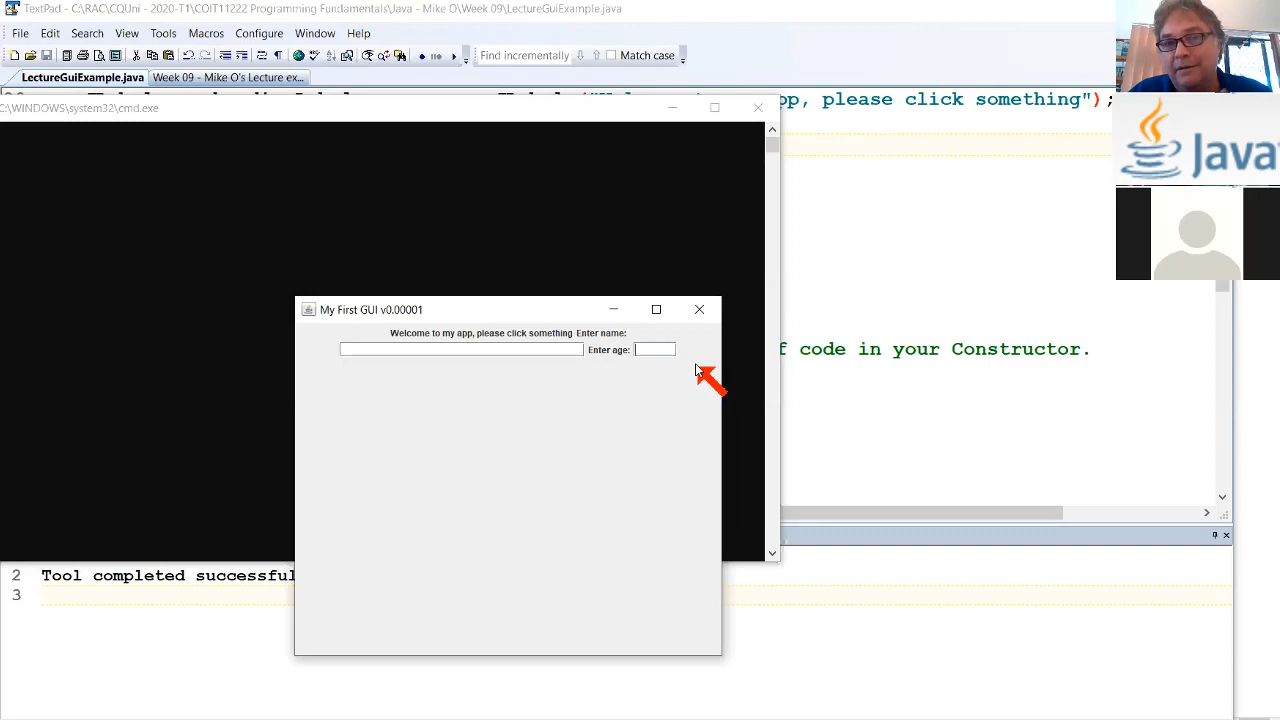 TextPad - C:\RAC\CQUni - 2020-T1\COIT11222 Programming Fundamentals\Java - Mike O\Week 09\LectureGuiExample.java
File Edit Search View Tools Macros Configure Window Help
Find incrementally Match case
LectureGuiExample.java Week 09 - Mike O's Lecture ex...
pp, please click something");
C:\WINDOWS\system32\cmd.exe
Java
My First GUI v0.00001
Welcome to my app, please click something Enter name:
Enter age:
f code in your Constructor.
2 Tool completed successful
3